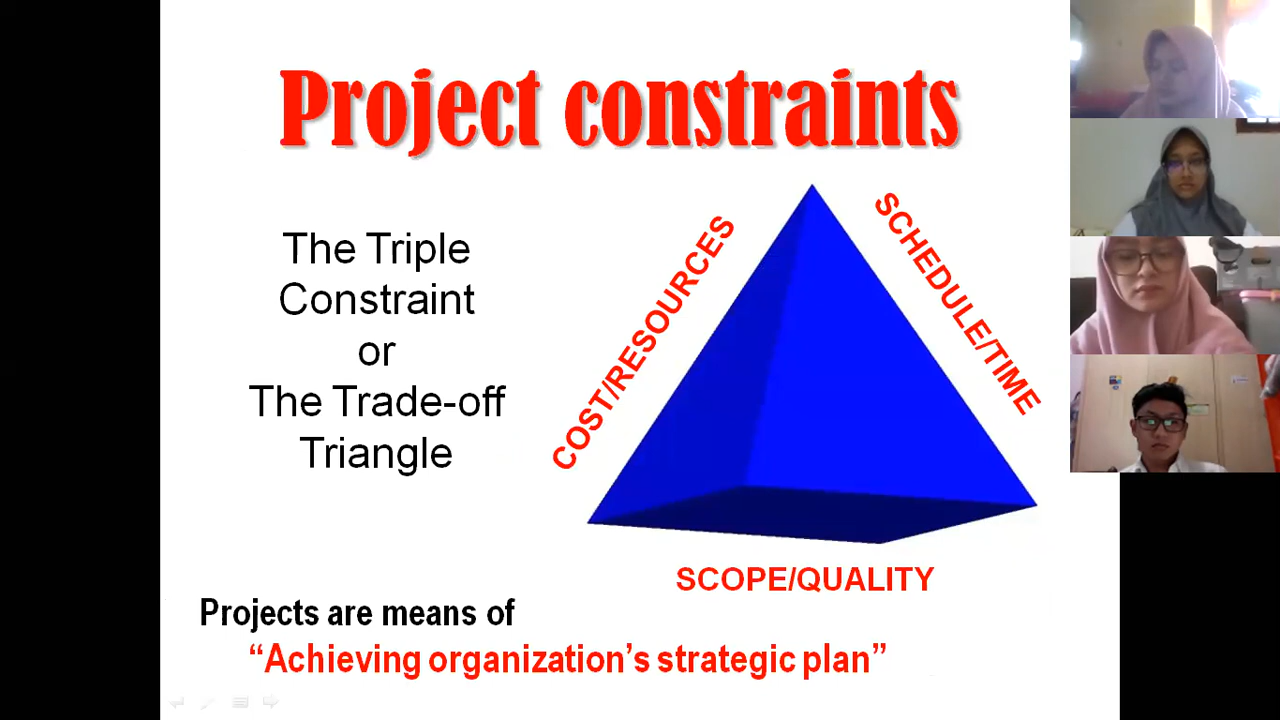 Project constraints
The Triple
Constraint
or
The Trade-off
Triangle
COST/RESOURCES
SCHEDULE/TIME
SCOPE/QUALITY
Projects are means of
“Achieving organization’s strategic plan”